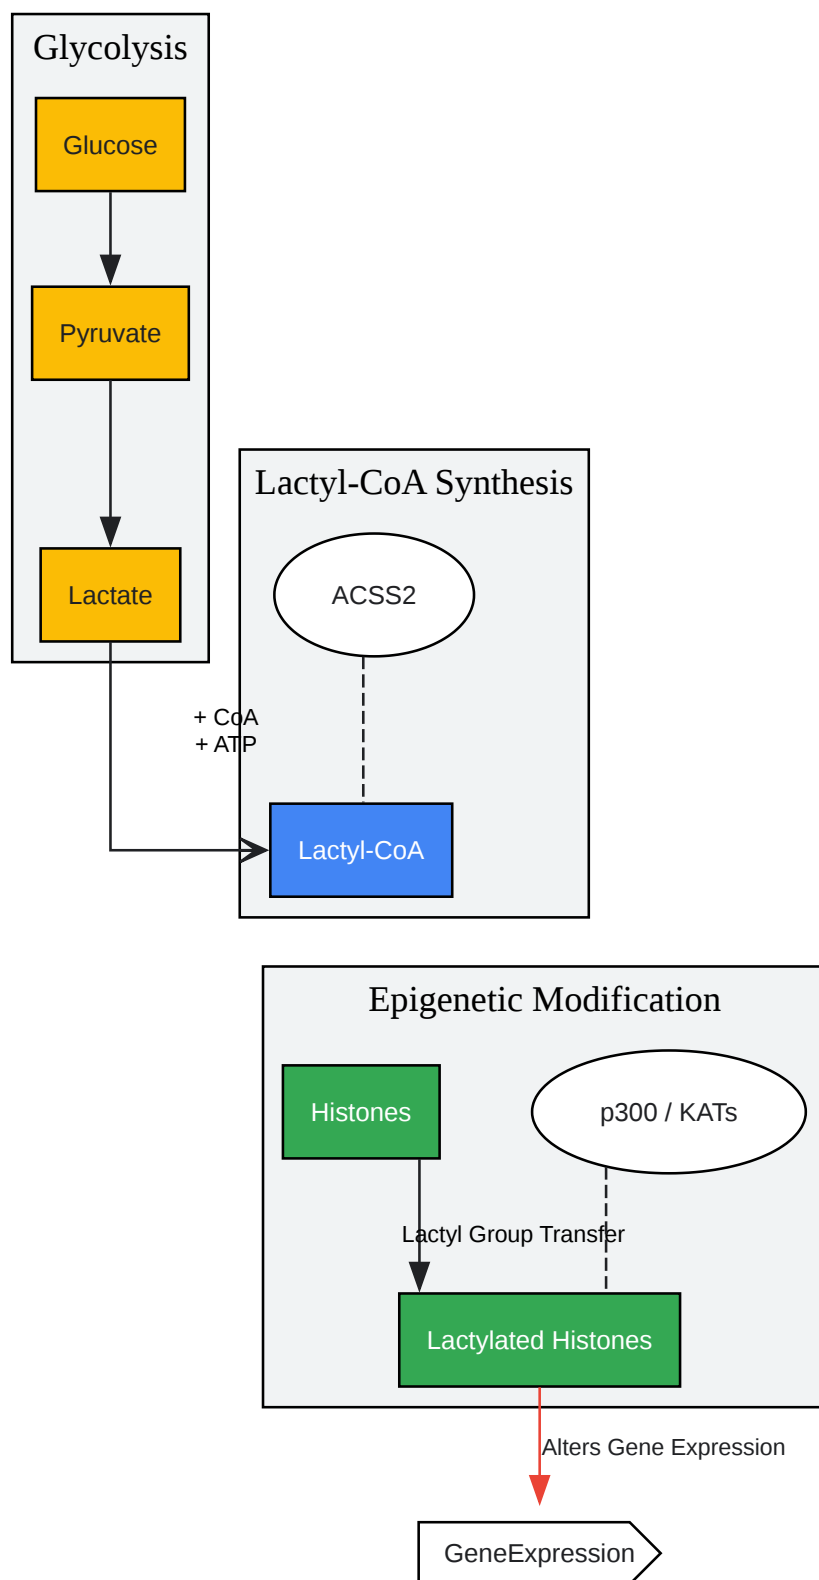 Glycolysis
Glucose
Pyruvate
Lactate
Lactyl-CoA Synthesis
ACSS2
+ CoA
+ ATP
Lactyl-CoA
Epigenetic Modification
Histones
p300 / KATs
Lactyl Group Transfer
Lactylated Histones
Alters Gene Expression
GeneExpression